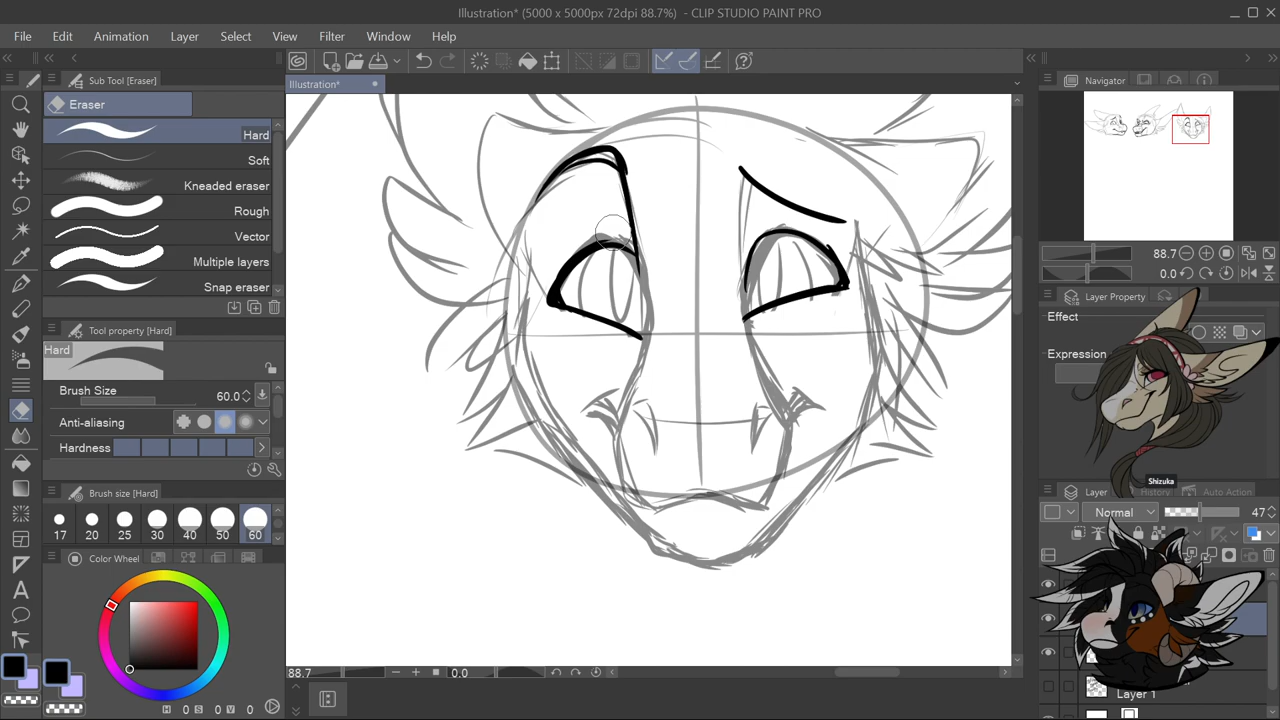 Illustration* (5000 x 5000px 72dpi 88.7%) - CLIP STUDIO PAINT PRO
File Edit Animation Layer Select View Filter Window Help
Sub Tool [Eraser]
Illustration*
Navigator
Eraser
Hard
Soft
Kneaded eraser
Rough
Vector
Multiple layers
Snap eraser
88.7
0.0
Layer Property
Effect
Expression
Tool property [Hard]
Hard
Brush Size 60.0
Anti-aliasing
Hardness
Shizuka
Brush size [Hard]
17 20 25 30 40 50 60
Layer History Auto Action
Normal 47
Color Wheel
H 0 S 0 V 0
88.7 0.0
Layer 1